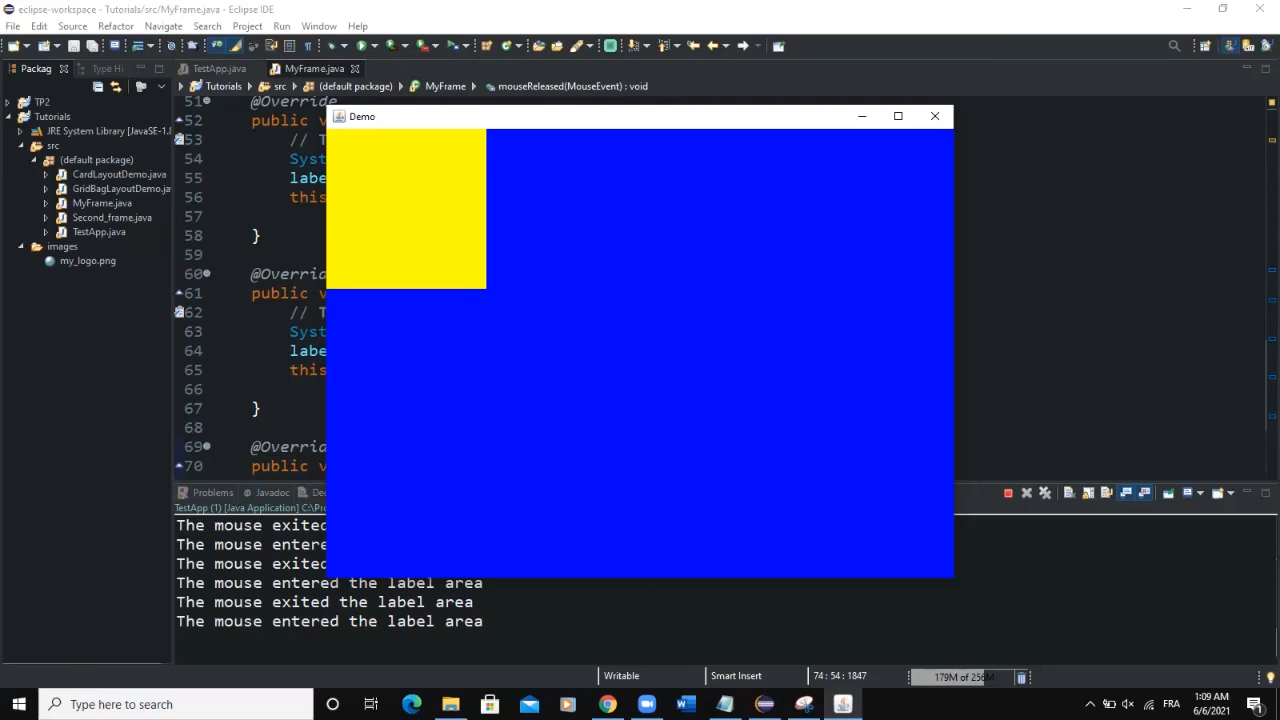 eclipse-workspace - Tutorials/src/MyFrame.java - Eclipse IDE
File Edit Source Refactor Navigate Search Project Run Window Help
Packag Type Hi TestApp.java MyFrame.java
Tutorials src (default package) MyFrame mouseReleased(MouseEvent) : void
TP2
Tutorials
JRE System Library [JavaSE-1.
src
(default package)
CardLayoutDemo.java
GridBagLayoutDemo.ja
MyFrame.java
Second_frame.java
TestApp.java
images
my_logo.png
51 @Override
52 public v
53 // T
54 Syst
55 labe
56 this
57
58 }
59
60 @Overrid
61 public v
62 // T
63 Syst
64 labe
65 this
66
67 }
68
69 @Overrid
70 public v
Demo
Problems Javadoc De
TestApp (1) [Java Application] C:\Pr
The mouse exited
The mouse entere
The mouse exited
The mouse entered the label area
The mouse exited the label area
The mouse entered the label area
Writable Smart Insert 74 : 54 : 1847 179M of 256M
Type here to search
FRA
1:09 AM
6/6/2021
1